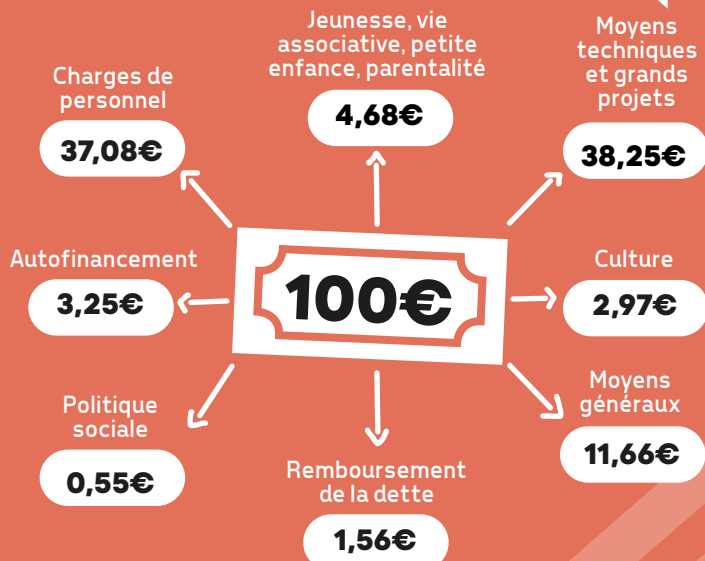 Jeunesse, vie
associative, petite
enfance, parentalité
4,68€
Moyens
techniques
et grands
projets
38,25€
Charges de
personnel
37,08€
Autofinancement
3,25€
100€
Culture
2,97€
Politique
sociale
0,55€
Remboursement
de la dette
1,56€
Moyens
généraux
11,66€